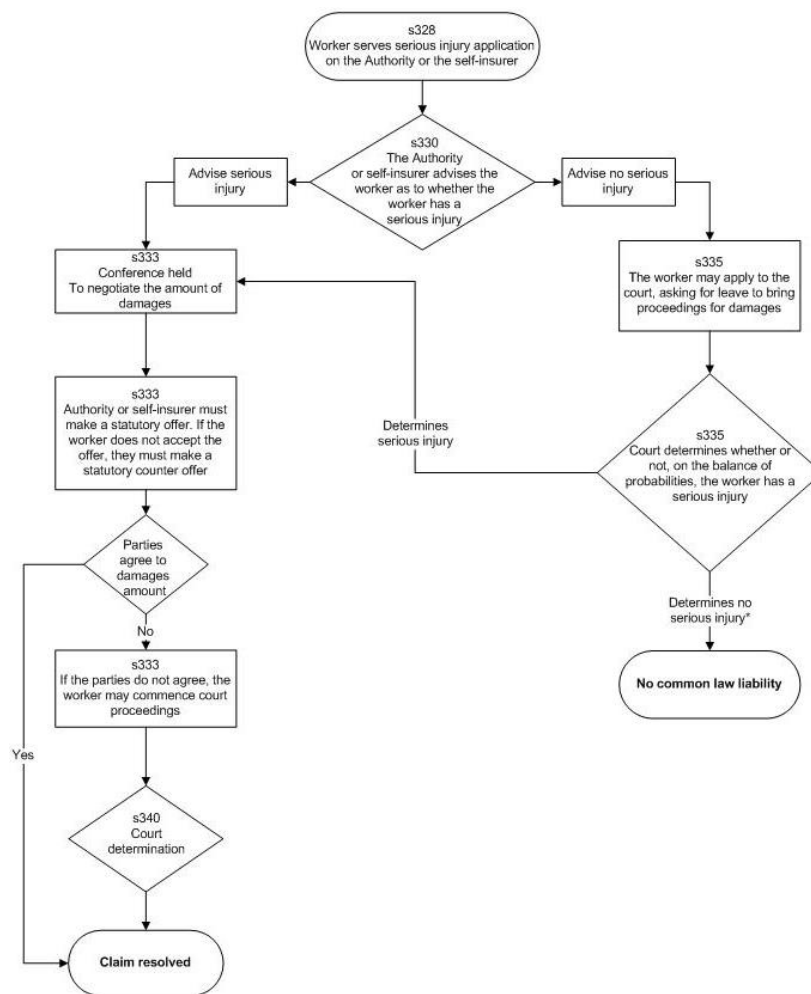 s328
Worker serves serious injury application
on the Authority or the self-insurer
s330
The Authority
or self-insurer advises the
worker as to whether the
worker has a
serious injury
Advise serious
injury
Advise no serious
injury
s333
Conference held
To negotiate the amount of
damages
s335
The worker may apply to the
court, asking for leave to bring
proceedings for damages
s333
Authority or self-insurer must
make a statutory offer. If the
worker does not accept the
offer, they must make a
statutory counter offer
Determines
serious injury
s335
Court determines whether or
not, on the balance of
probabilities, the worker has a
serious injury
Parties
agree to
damages
amount
Determines no
serious injury*
No
s333
If the parties do not agree, the
worker may commence court
proceedings
No common law liability
Yes
s340
Court
determination
Claim resolved